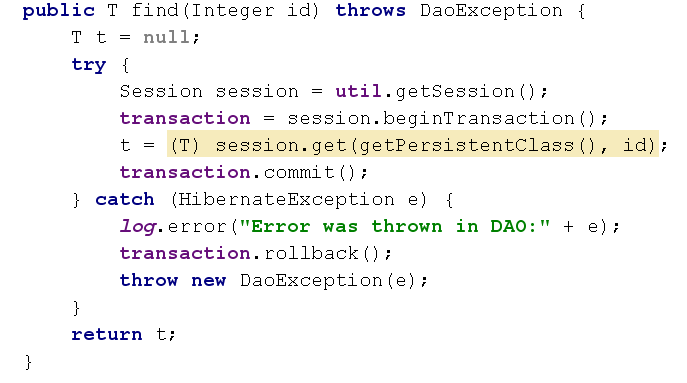 public T find(Integer id) throws DaoException {
    T t = null;
    try {
        Session session = util.getSession();
        transaction = session.beginTransaction();
        t = (T) session.get(getPersistentClass(), id);
        transaction.commit();
    } catch (HibernateException e) {
        log.error("Error was thrown in DAO:" + e);
        transaction.rollback();
        throw new DaoException(e);
    }
    return t;
}